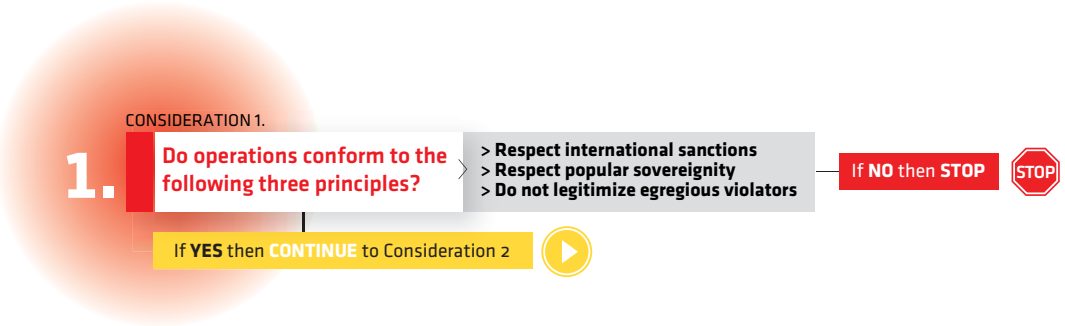 CONSIDERATION 1.
1.
Do operations conform to the
following three principles?
> Respect international sanctions
> Respect popular sovereignity
> Do not legitimize egregious violators
If NO then STOP
STOP
If YES then CONTINUE to Consideration 2